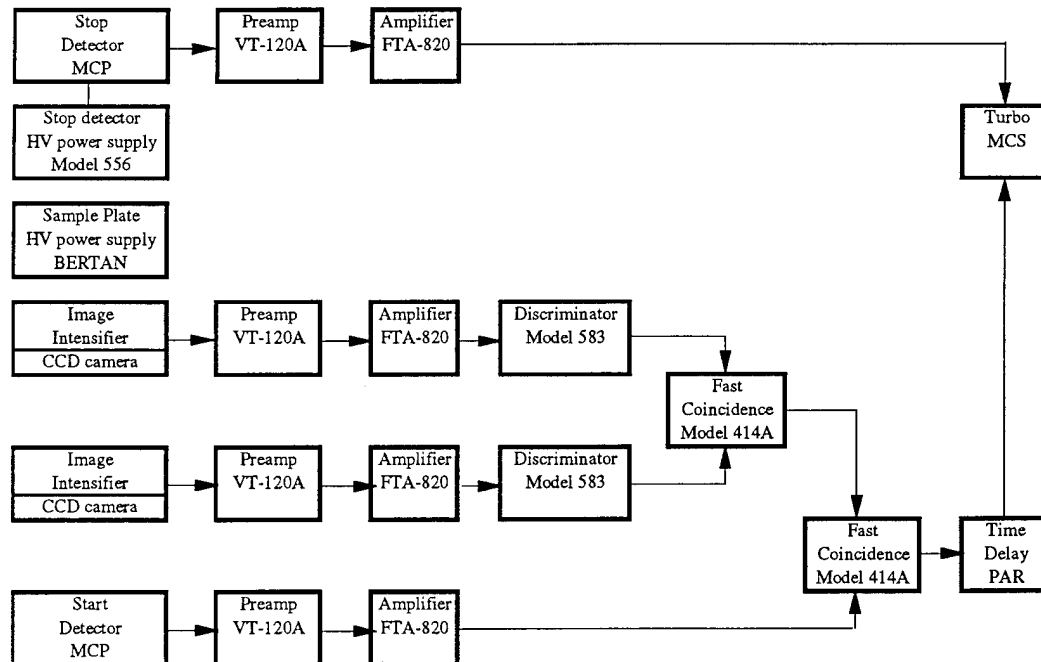 Stop
Detector
MCP
Preamp
VT-120A
Amplifier
FTA-820
Stop detector
HV power supply
Model 556
Turbo
MCS
Sample Plate
HV power supply
BERTAN
Image
Intensifier
CCD camera
Preamp
VT-120A
Amplifier
FTA-820
Discriminator
Model 583
Fast
Coincidence
Model 414A
Image
Intensifier
CCD camera
Preamp
VT-120A
Amplifier
FTA-820
Discriminator
Model 583
Fast
Coincidence
Model 414A
Time
Delay
PAR
Start
Detector
MCP
Preamp
VT-120A
Amplifier
FTA-820